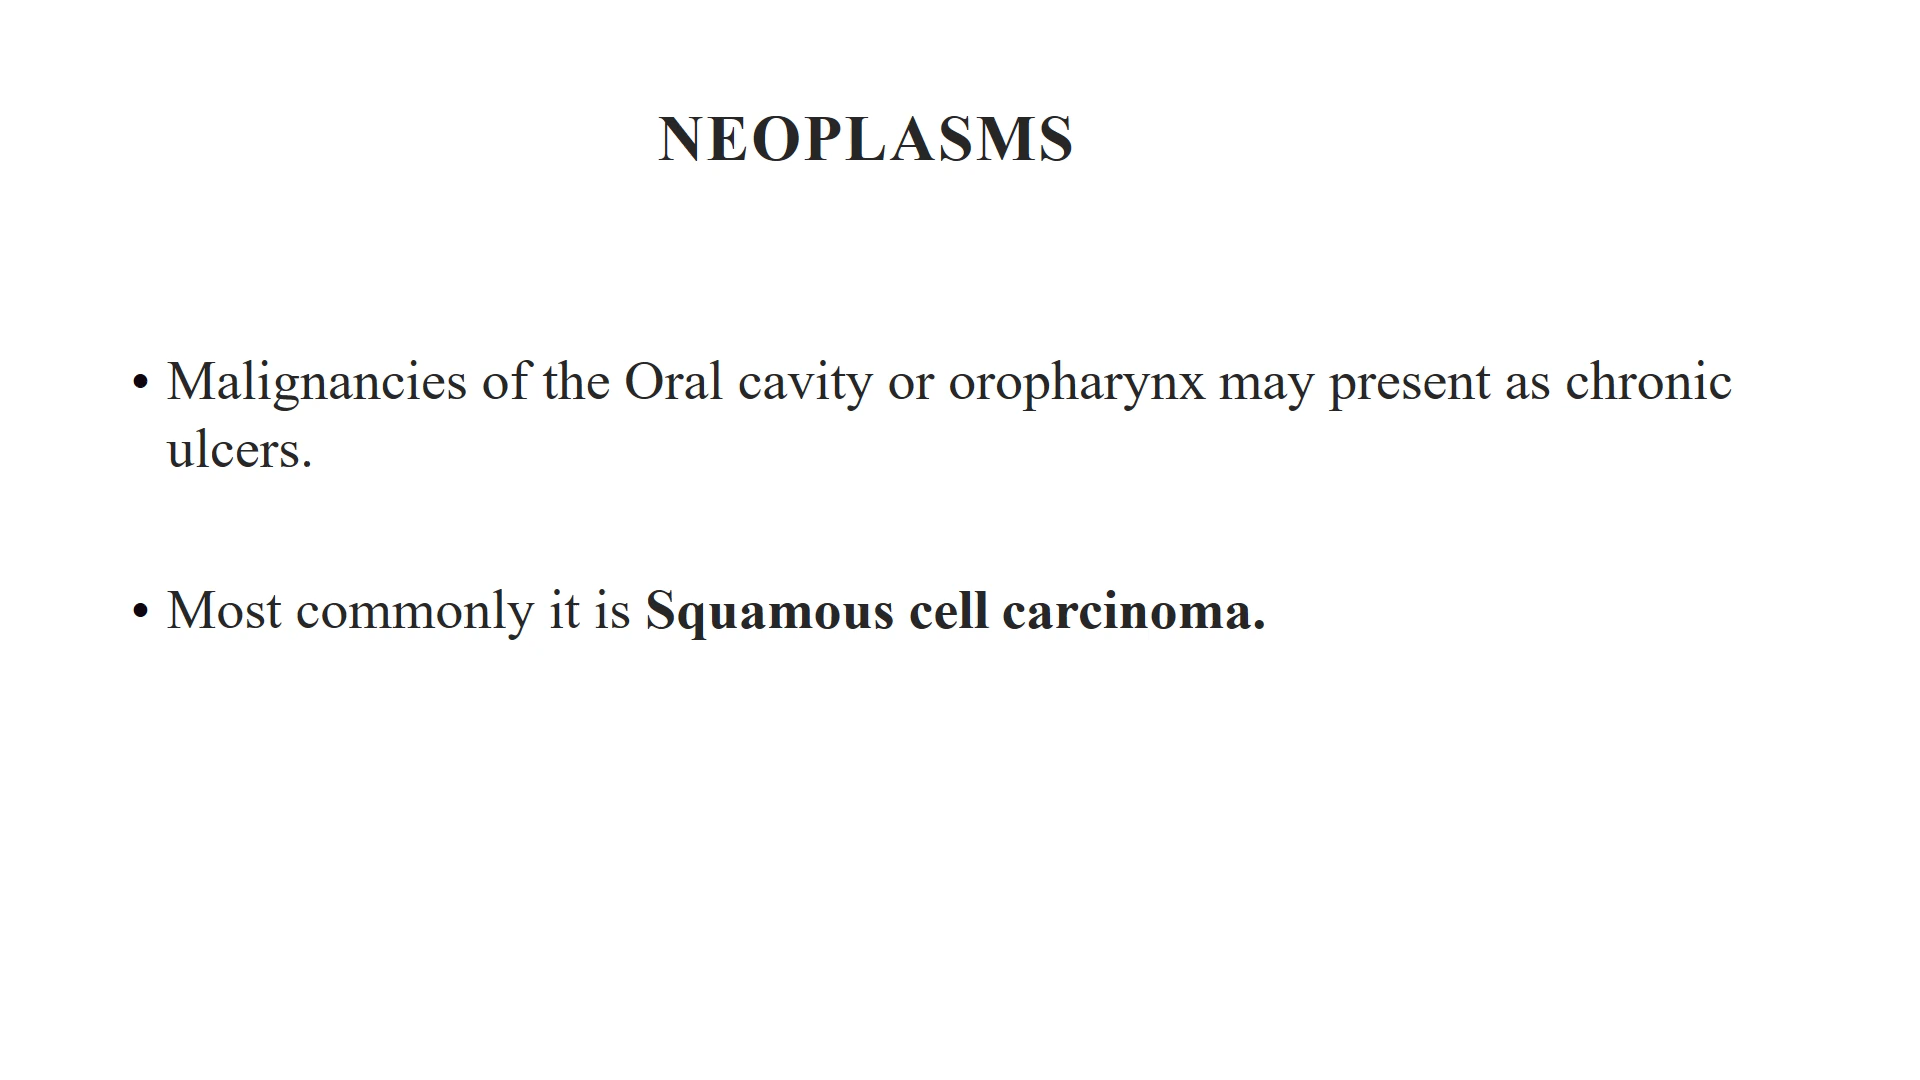 NEOPLASMS
• Malignancies of the Oral cavity or oropharynx may present as chronic
ulcers.
• Most commonly it is Squamous cell carcinoma.